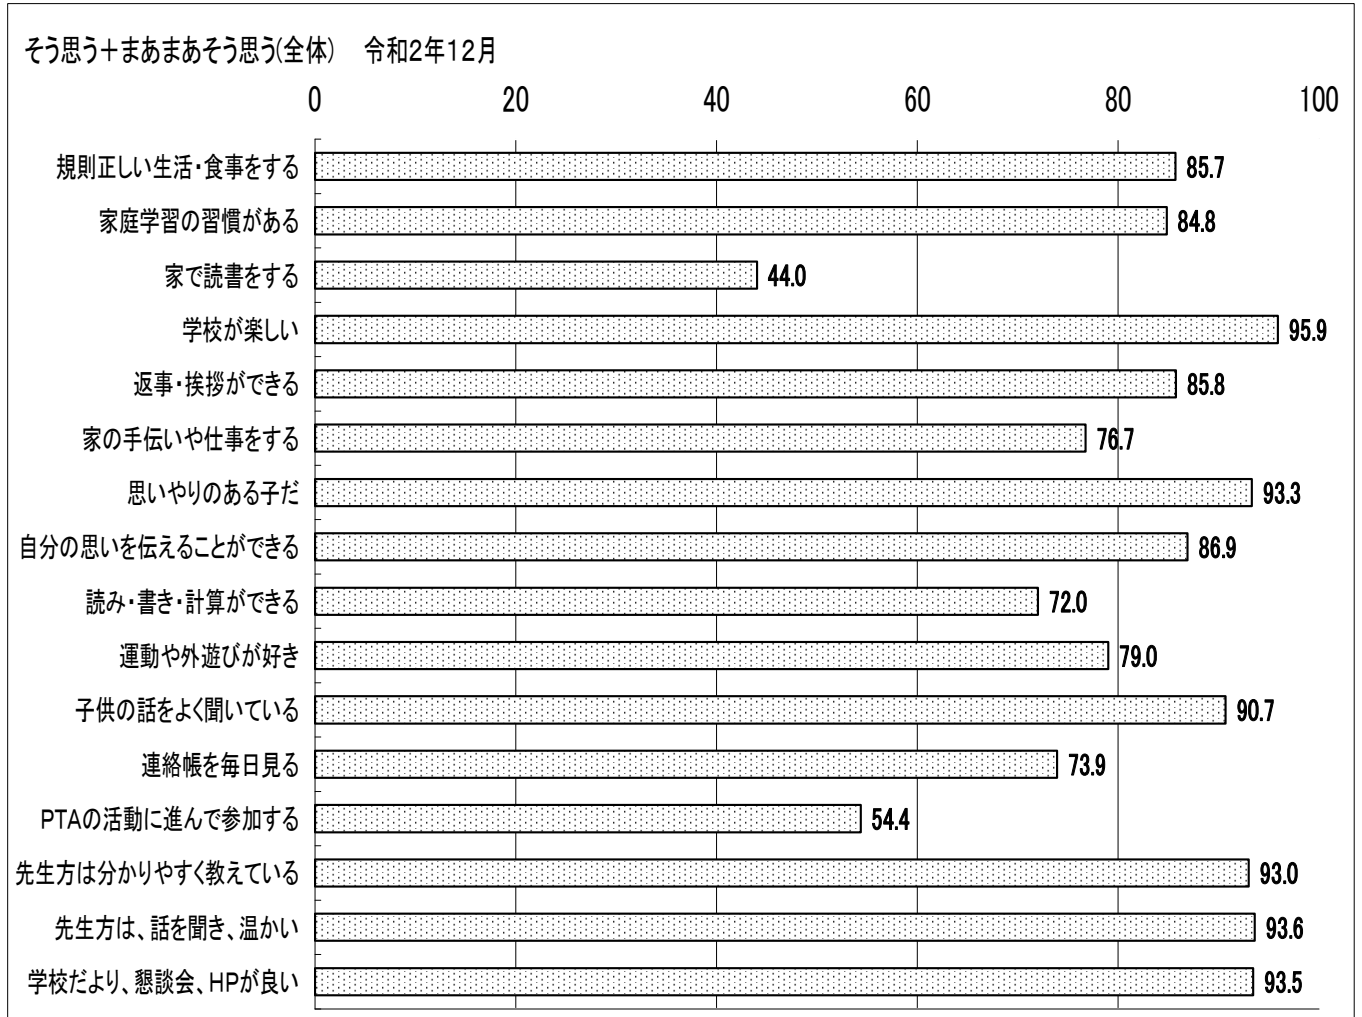 そう思う+まあまあそう思う(全体)　令和2年12月
0 20 40 60 80 100
規則正しい生活・食事をする 85.7
家庭学習の習慣がある 84.8
家で読書をする 44.0
学校が楽しい 95.9
返事・挨拶ができる 85.8
家の手伝いや仕事をする 76.7
思いやりのある子だ 93.3
自分の思いを伝えることができる 86.9
読み・書き・計算ができる 72.0
運動や外遊びが好き 79.0
子供の話をよく聞いている 90.7
連絡帳を毎日見る 73.9
PTAの活動に進んで参加する 54.4
先生方は分かりやすく教えている 93.0
先生方は、話を聞き、温かい 93.6
学校だより、懇談会、HPが良い 93.5